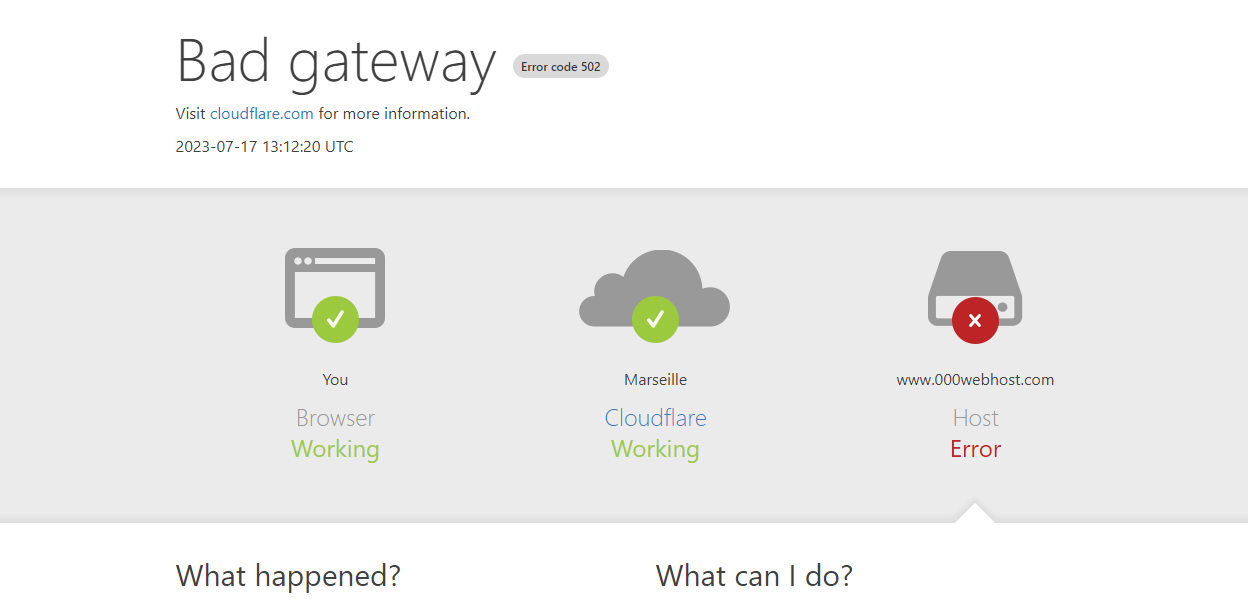 Bad gateway Error code 502
Visit cloudflare.com for more information.
2023-07-17 13:12:20 UTC
You
Browser
Working
Marseille
Cloudflare
Working
www.000webhost.com
Host
Error
What happened?
What can I do?